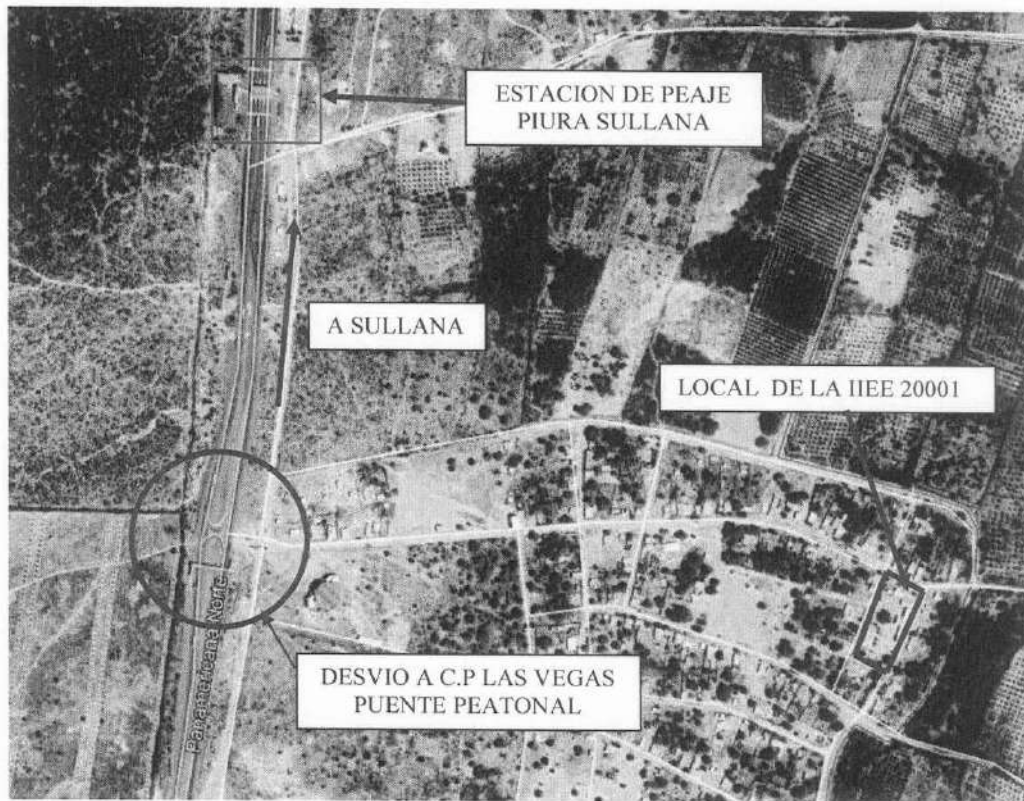 ESTACION DE PEAJE
PIURA SULLANA
A SULLANA
LOCAL DE LA IIEE 20001
DESVIO A C.P LAS VEGAS
PUENTE PEATONAL
Panamericana Norte